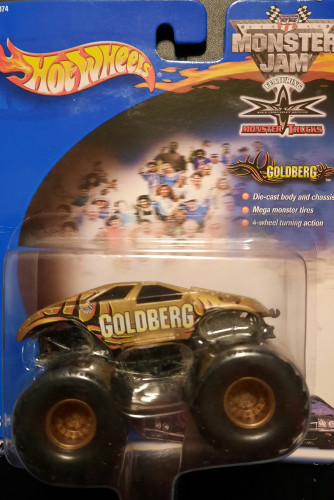 074
HOT WHEELS
MONSTER
JAM
FEATURING
MONSTER TRUCKS
GOLDBERG
Die-cast body and chassis
Mega monster tires
4-wheel turning action
GOLDBERG